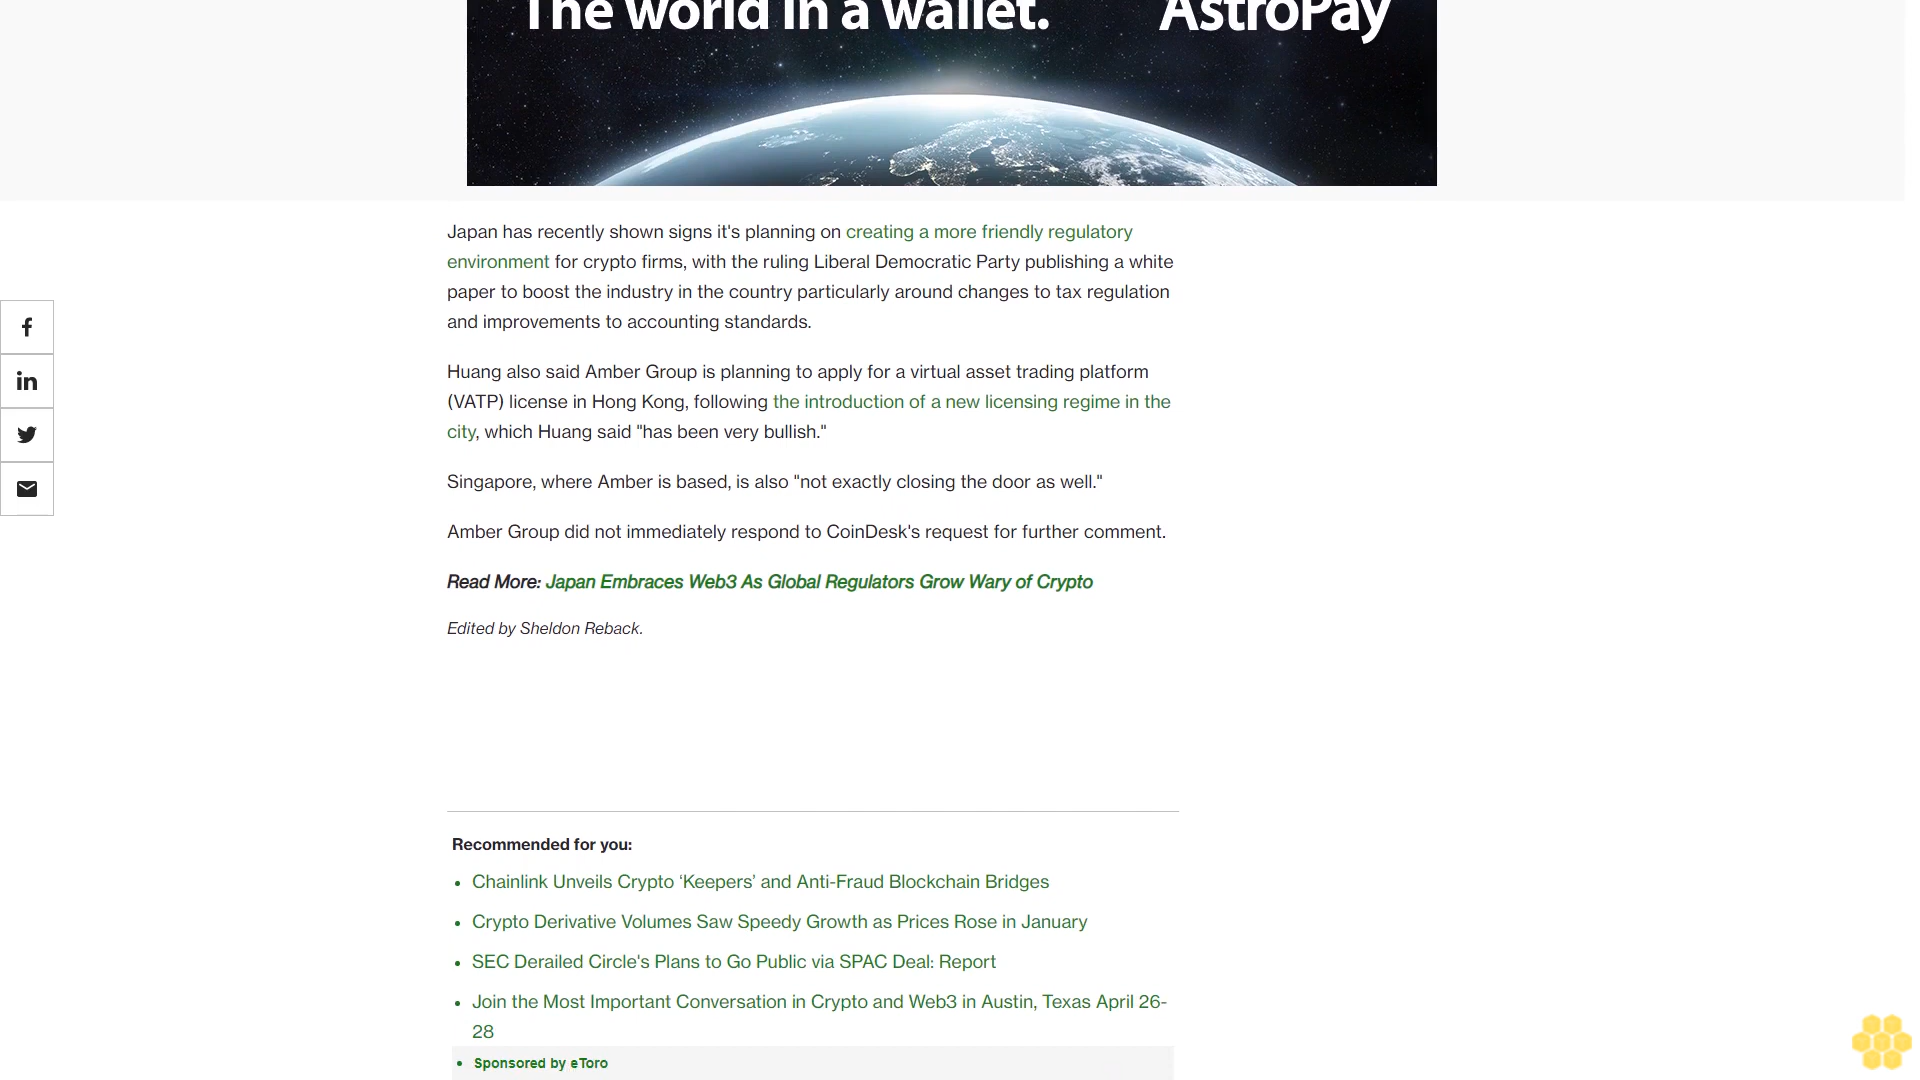 The world in a wallet. AstroPay
Japan has recently shown signs it's planning on creating a more friendly regulatory
environment for crypto firms, with the ruling Liberal Democratic Party publishing a white
paper to boost the industry in the country particularly around changes to tax regulation
and improvements to accounting standards.
Huang also said Amber Group is planning to apply for a virtual asset trading platform
(VATP) license in Hong Kong, following the introduction of a new licensing regime in the
city, which Huang said "has been very bullish."
Singapore, where Amber is based, is also "not exactly closing the door as well."
Amber Group did not immediately respond to CoinDesk's request for further comment.
Read More: Japan Embraces Web3 As Global Regulators Grow Wary of Crypto
Edited by Sheldon Reback.
Recommended for you:
• Chainlink Unveils Crypto ‘Keepers’ and Anti-Fraud Blockchain Bridges
• Crypto Derivative Volumes Saw Speedy Growth as Prices Rose in January
• SEC Derailed Circle's Plans to Go Public via SPAC Deal: Report
• Join the Most Important Conversation in Crypto and Web3 in Austin, Texas April 26-
28
• Sponsored by eToro